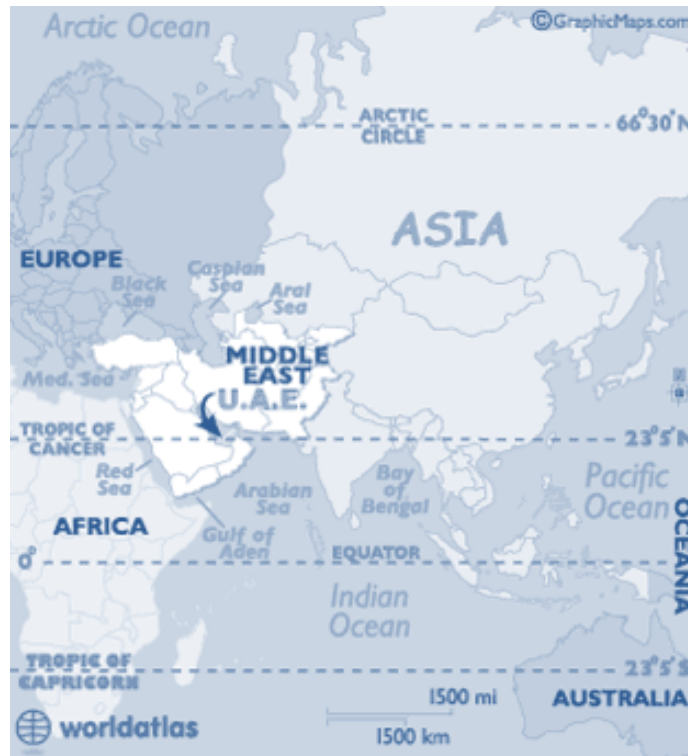 Arctic Ocean
©GraphicMaps.com
ARCTIC
CIRCLE
66°30'N
ASIA
EUROPE
Caspian
Sea
Black
Sea
Aral
Sea
MIDDLE
EAST
Med. Sea
U.A.E.
N
TROPIC OF
CANCER
23°5'N
Red
Sea
Arabian
Sea
Bay
of
Bengal
Pacific
Ocean
OCEANIA
AFRICA
Gulf of
Aden
0°
EQUATOR
Indian
Ocean
TROPIC OF
CAPRICORN
23°5'S
1500 mi
1500 km
AUSTRALIA
worldatlas